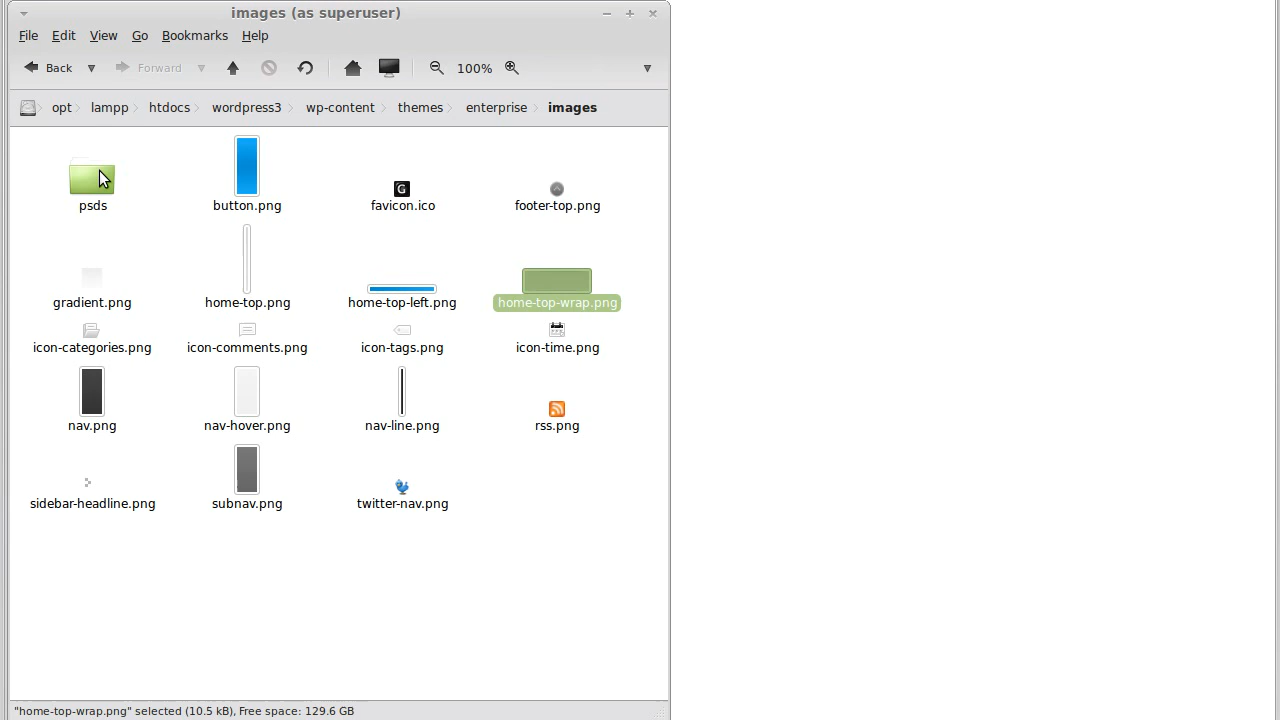 images (as superuser)
File Edit View Go Bookmarks Help
Back Forward 100%
opt lampp htdocs wordpress3 wp-content themes enterprise images
psds button.png favicon.ico footer-top.png
gradient.png home-top.png home-top-left.png home-top-wrap.png
icon-categories.png icon-comments.png icon-tags.png icon-time.png
nav.png nav-hover.png nav-line.png rss.png
sidebar-headline.png subnav.png twitter-nav.png
"home-top-wrap.png" selected (10.5 kB), Free space: 129.6 GB